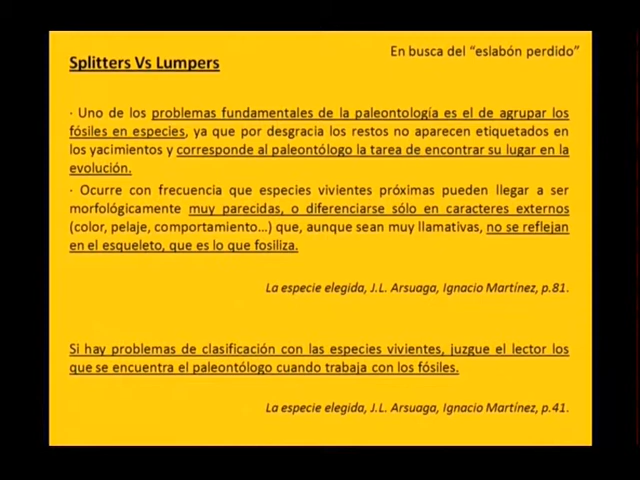 En busca del “eslabón perdido”
Splitters Vs Lumpers
· Uno de los problemas fundamentales de la paleontología es el de agrupar los
fósiles en especies, ya que por desgracia los restos no aparecen etiquetados en
los yacimientos y corresponde al paleontólogo la tarea de encontrar su lugar en la
evolución.
· Ocurre con frecuencia que especies vivientes próximas pueden llegar a ser
morfológicamente muy parecidas, o diferenciarse sólo en caracteres externos
(color, pelaje, comportamiento…) que, aunque sean muy llamativas, no se reflejan
en el esqueleto, que es lo que fosiliza.
La especie elegida, J.L. Arsuaga, Ignacio Martínez, p.81.
Si hay problemas de clasificación con las especies vivientes, juzgue el lector los
que se encuentra el paleontólogo cuando trabaja con los fósiles.
La especie elegida, J.L. Arsuaga, Ignacio Martínez, p.41.